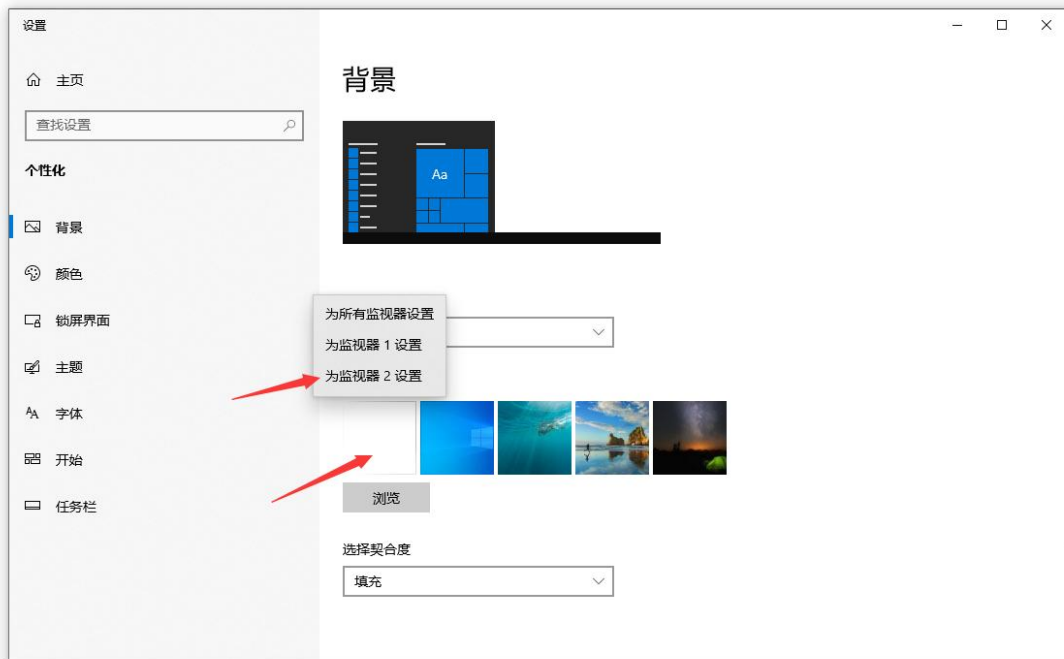 设置
主页
查找设置
个性化
背景
颜色
锁屏界面
主题
字体
开始
任务栏
背景
Aa
为所有监视器设置
为监视器 1 设置
为监视器 2 设置
浏览
选择契合度
填充